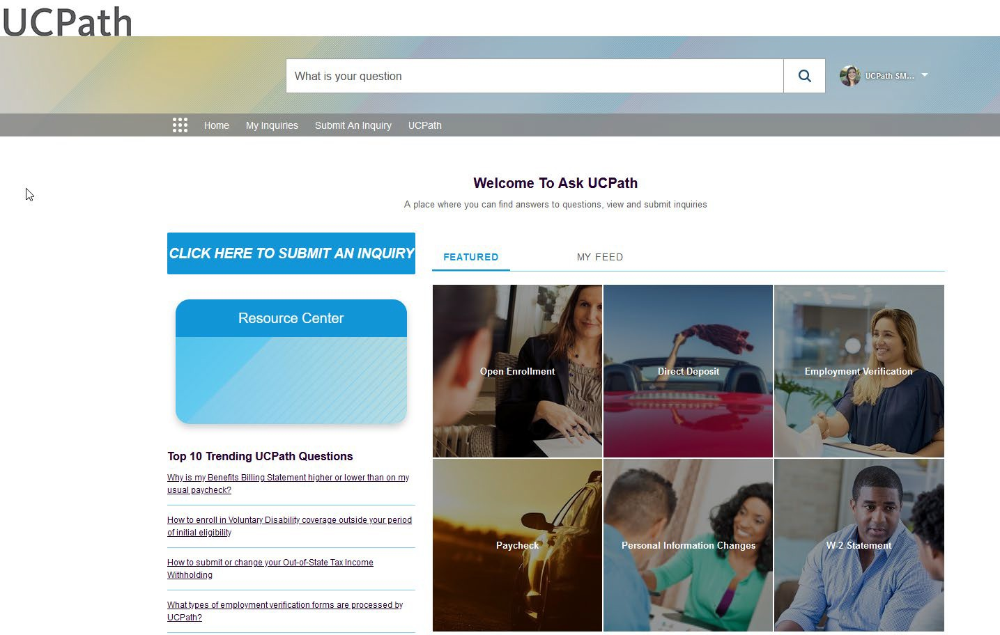 UCPath
What is your question
UCPath SM...
Home
My Inquiries
Submit An Inquiry
UCPath
Welcome To Ask UCPath
A place where you can find answers to questions, view and submit inquiries
CLICK HERE TO SUBMIT AN INQUIRY
FEATURED
MY FEED
Resource Center
Open Enrollment
Direct Deposit
Employment Verification
Top 10 Trending UCPath Questions
Why is my Benefits Billing Statement higher or lower than on my
usual paycheck?
How to enroll in Voluntary Disability coverage outside your period
of initial eligibility
How to submit or change your Out-of-State Tax Income
Withholding
What types of employment verification forms are processed by
UCPath?
Paycheck
Personal Information Changes
W-2 Statement